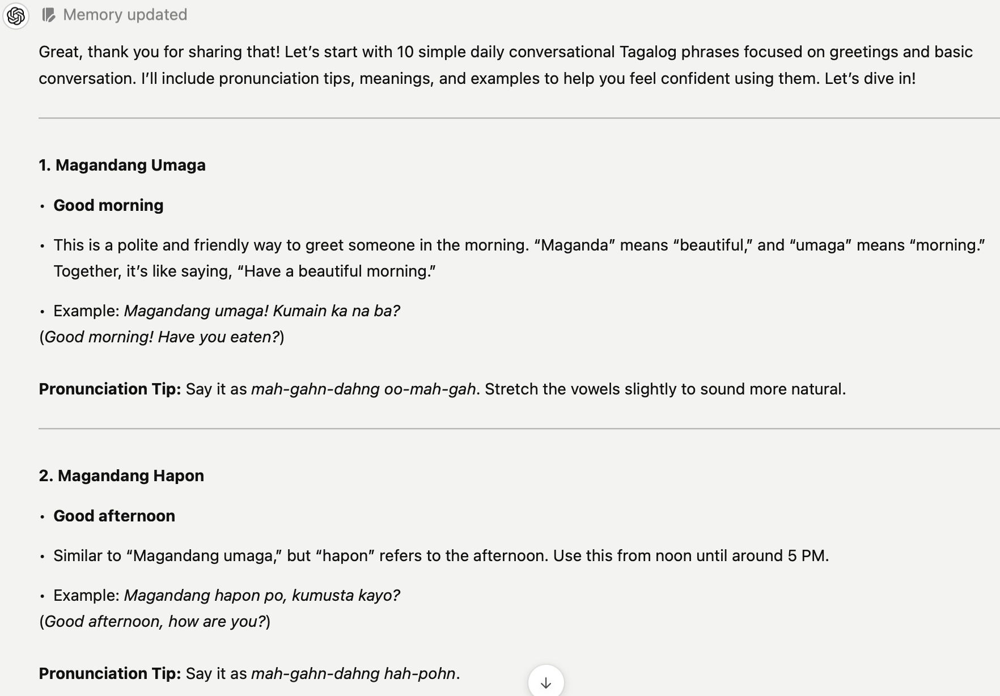 Memory updated
Great, thank you for sharing that! Let’s start with 10 simple daily conversational Tagalog phrases focused on greetings and basic
conversation. I’ll include pronunciation tips, meanings, and examples to help you feel confident using them. Let’s dive in!
1. Magandang Umaga
• Good morning
• This is a polite and friendly way to greet someone in the morning. “Maganda” means “beautiful,” and “umaga” means “morning.”
Together, it’s like saying, “Have a beautiful morning.”
• Example: Magandang umaga! Kumain ka na ba?
(Good morning! Have you eaten?)
Pronunciation Tip: Say it as mah-gahn-dahng oo-mah-gah. Stretch the vowels slightly to sound more natural.
2. Magandang Hapon
• Good afternoon
• Similar to “Magandang umaga,” but “hapon” refers to the afternoon. Use this from noon until around 5 PM.
• Example: Magandang hapon po, kumusta kayo?
(Good afternoon, how are you?)
Pronunciation Tip: Say it as mah-gahn-dahng hah-pohn.